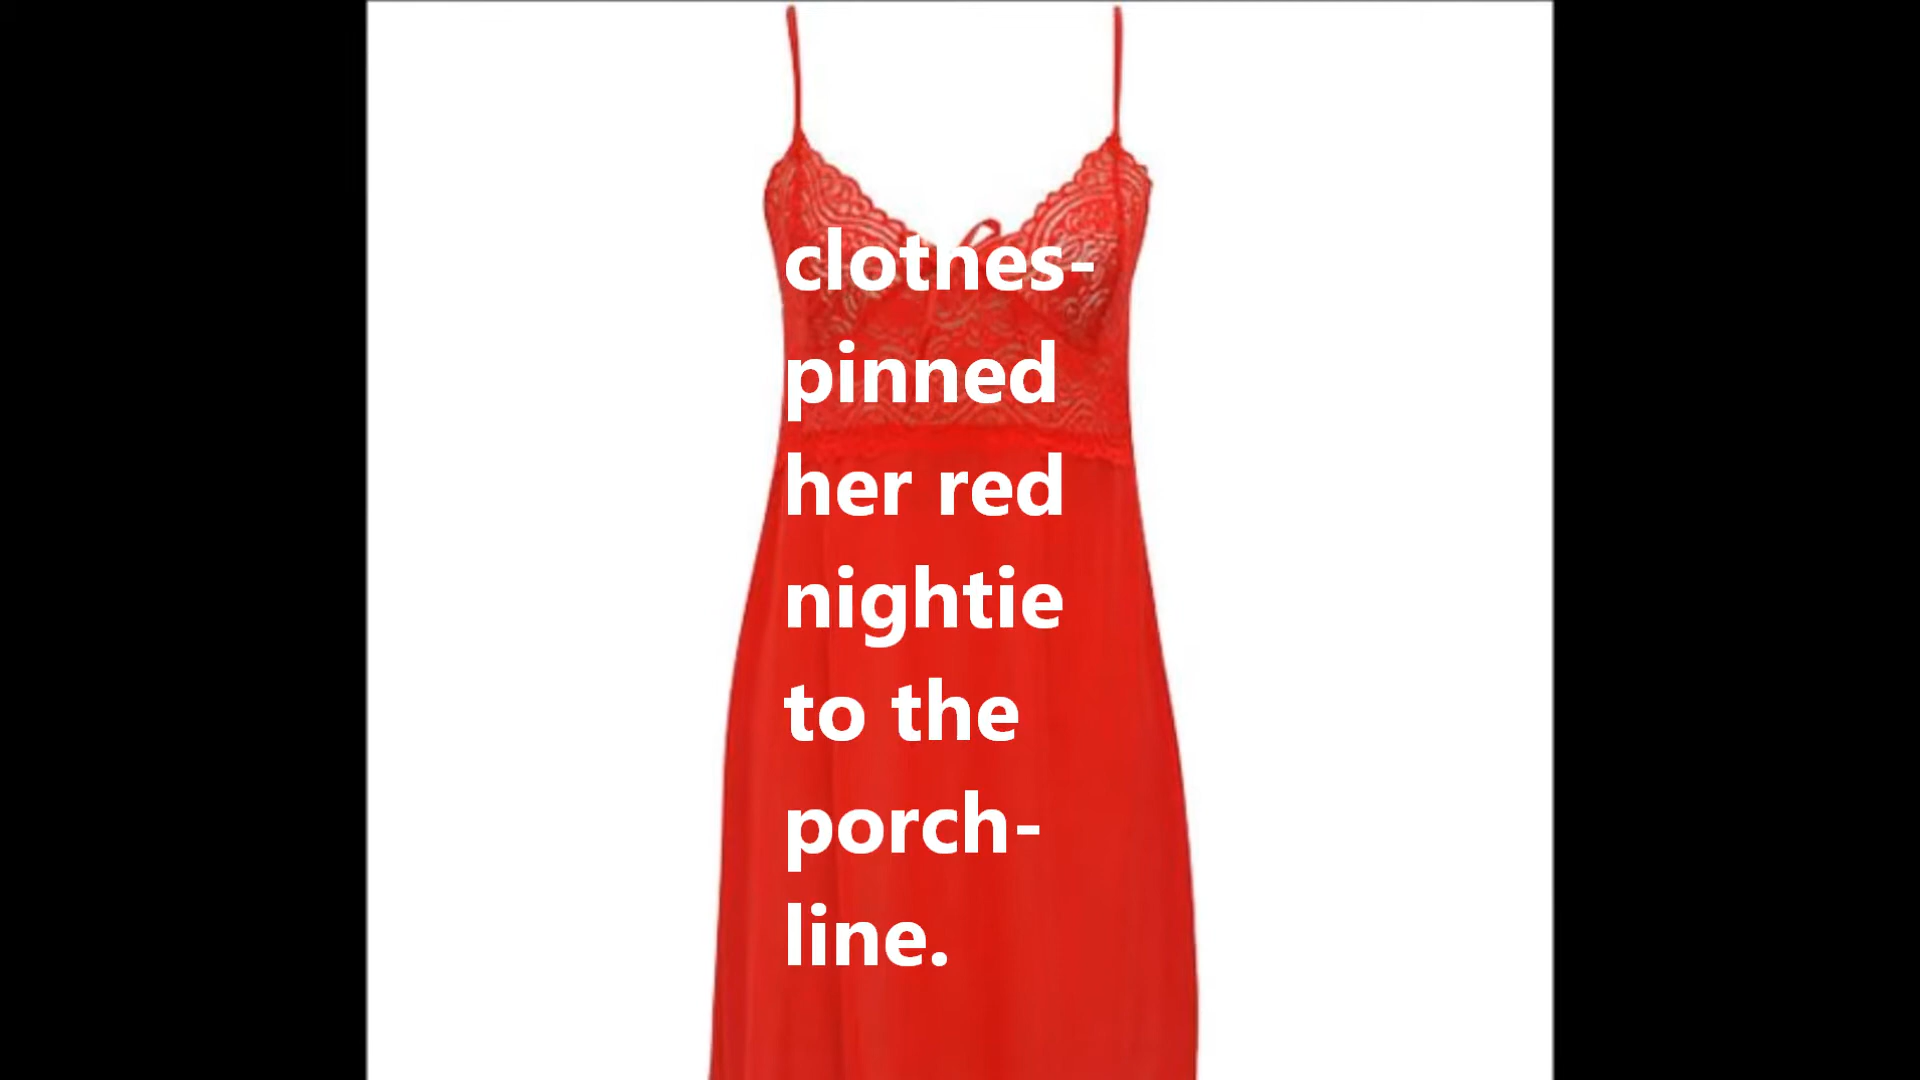 clothes-
pinned
her red
nightie
to the
porch-
line.